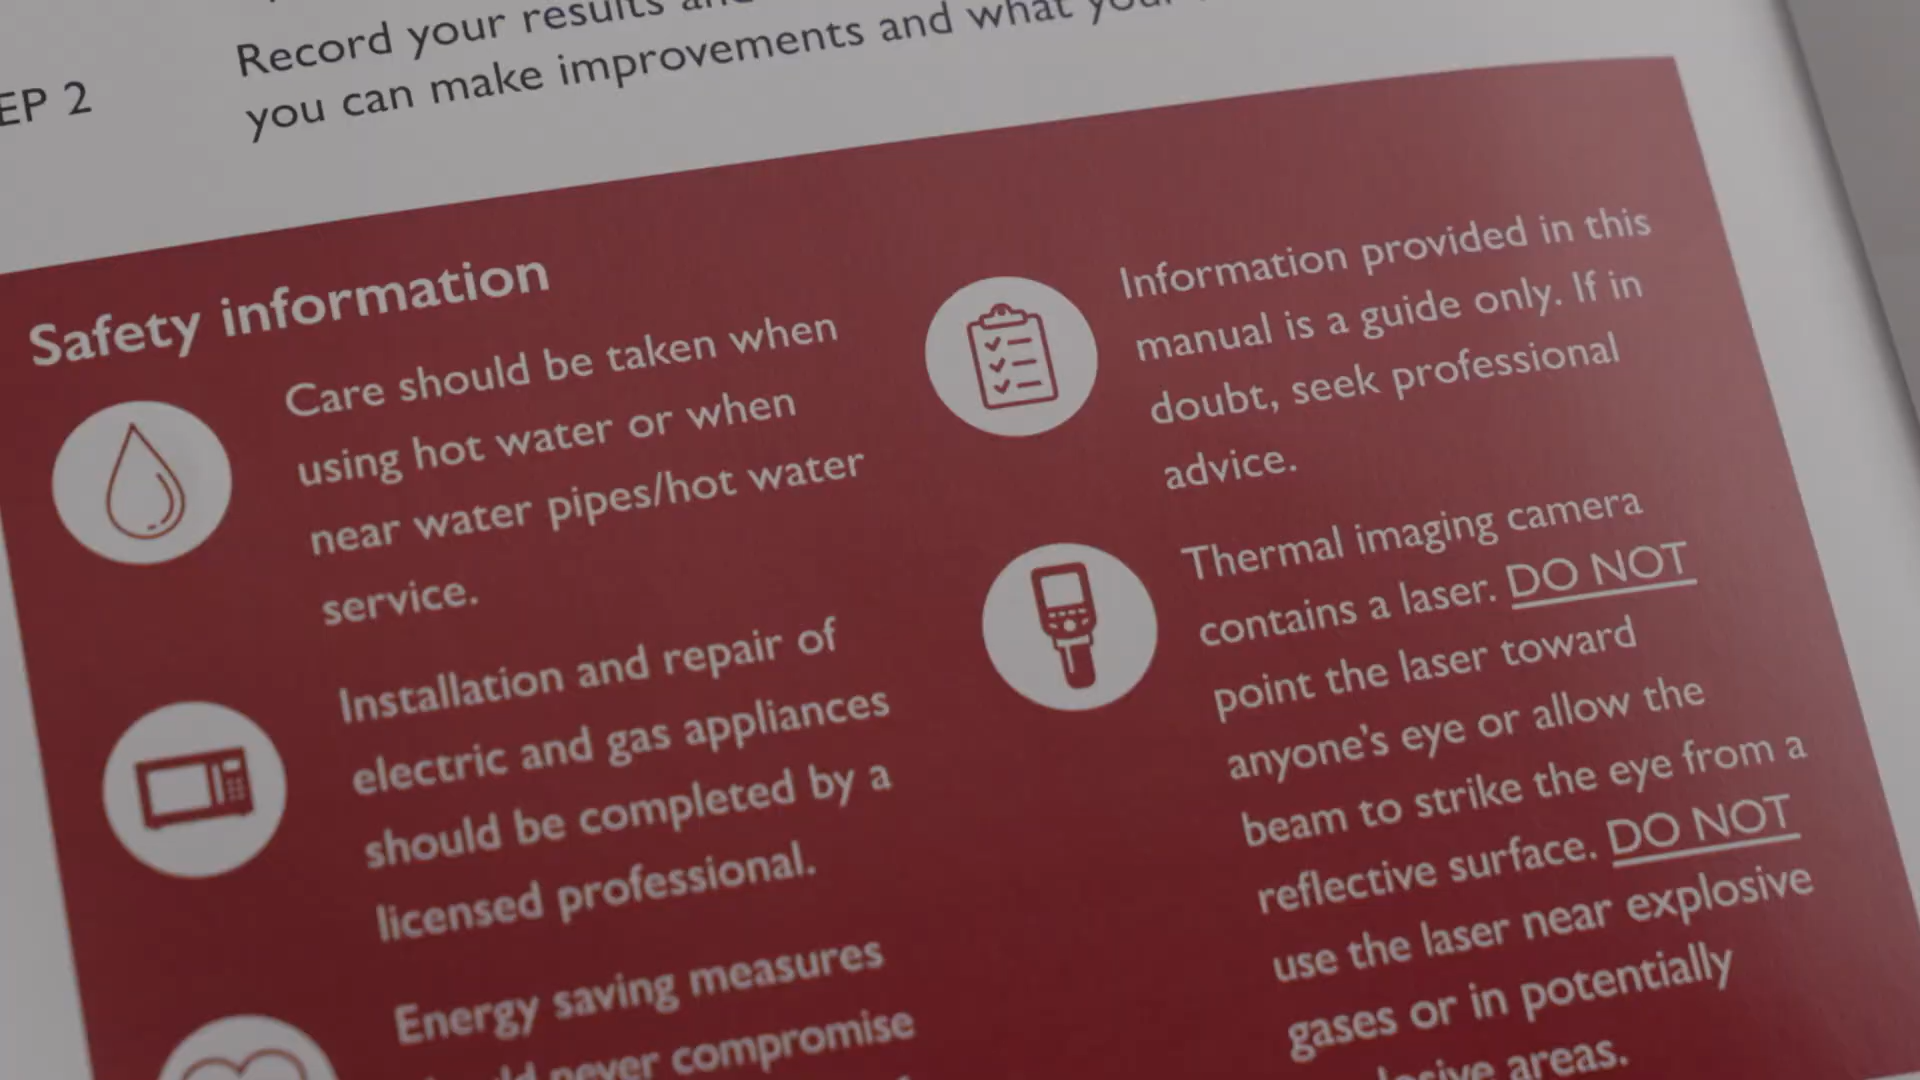 Record your results
you can make improvements and what
EP 2
Safety information
Care should be taken when
using hot water or when
near water pipes/hot water
service.
Installation and repair of
electric and gas appliances
should be completed by a
licensed professional.
Energy saving measures
never compromise
Information provided in this
manual is a guide only. If in
doubt, seek professional
advice.
Thermal imaging camera
contains a laser. DO NOT
point the laser toward
anyone's eye or allow the
beam to strike the eye from a
reflective surface. DO NOT
use the laser near explosive
gases or in potentially
areas.